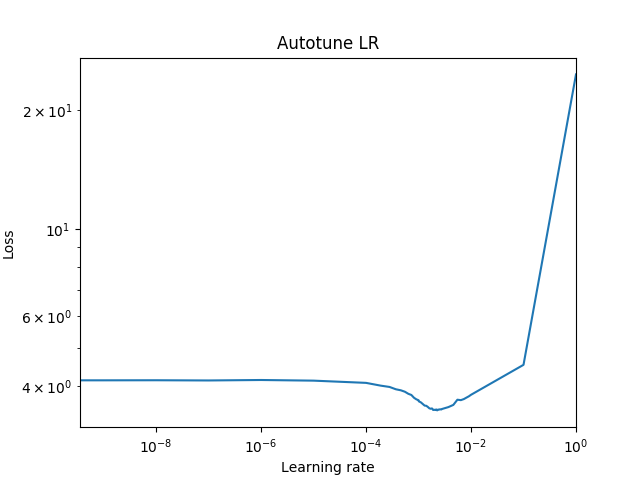 Autotune LR
2 × 10¹
10¹
6 × 10⁰
4 × 10⁰
Loss
10⁻⁸ 10⁻⁶ 10⁻⁴ 10⁻² 10⁰
Learning rate